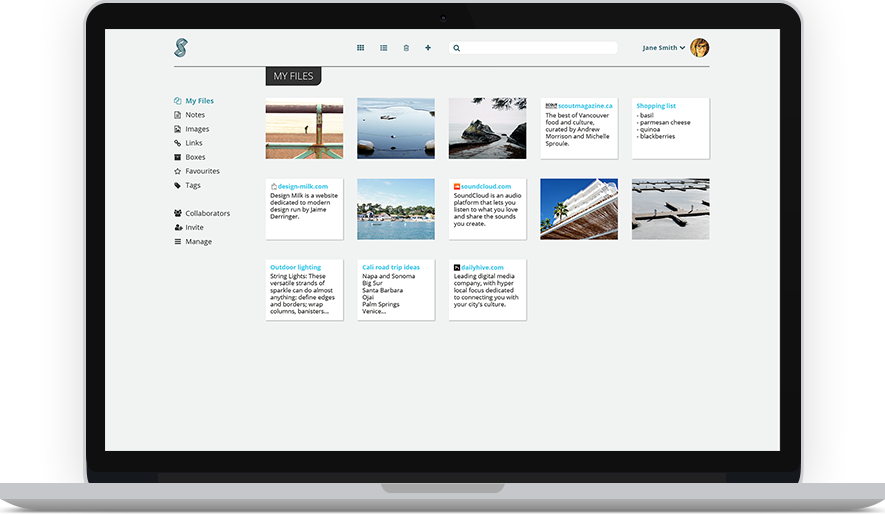 S
Jane Smith
MY FILES
My Files
Notes
Images
Links
Boxes
Favourites
Tags
Collaborators
Invite
Manage
SCOUT scoutmagazine.ca
The best of Vancouver
food and culture,
curated by Andrew
Morrison and Michelle
Sproule.
Shopping list
- basil
- parmesan cheese
- quinoa
- blackberries
design-milk.com
Design Milk is a website
dedicated to modern
design run by Jaime
Derringer.
soundcloud.com
SoundCloud is an audio
platform that lets you
listen to what you love
and share the sounds
you create.
Outdoor lighting
String Lights: These
versatile strands of
sparkle can do almost
anything: define edges
and borders; wrap
columns, banisters...
Cali road trip ideas
Napa and Sonoma
Big Sur
Santa Barbara
Ojai
Palm Springs
Venice...
dailyhive.com
Leading digital media
company, with hyper
local focus dedicated
to connecting you with
your city's culture.